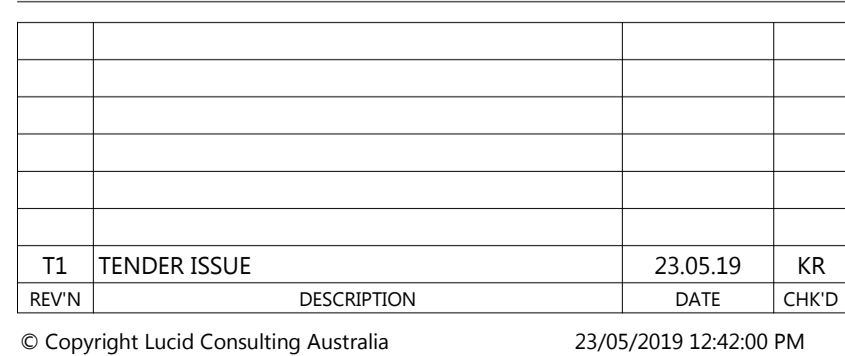 T1 TENDER ISSUE 23.05.19 KR
REV'N DESCRIPTION DATE CHK'D
© Copyright Lucid Consulting Australia 23/05/2019 12:42:00 PM